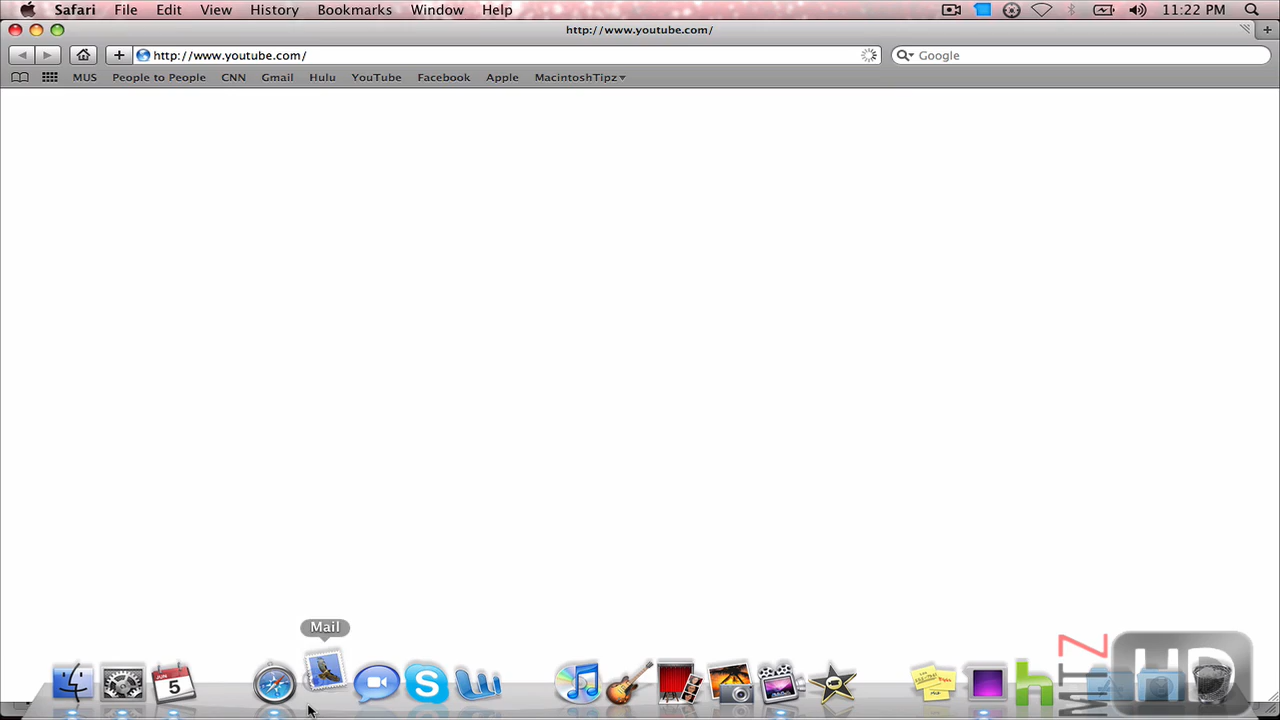 Safari File Edit View History Bookmarks Window Help 11:22 PM
http://www.youtube.com/
http://www.youtube.com/ Google
MUS People to People CNN Gmail Hulu YouTube Facebook Apple MacintoshTipz
Mail
JUN
5
h
MTZ
HD